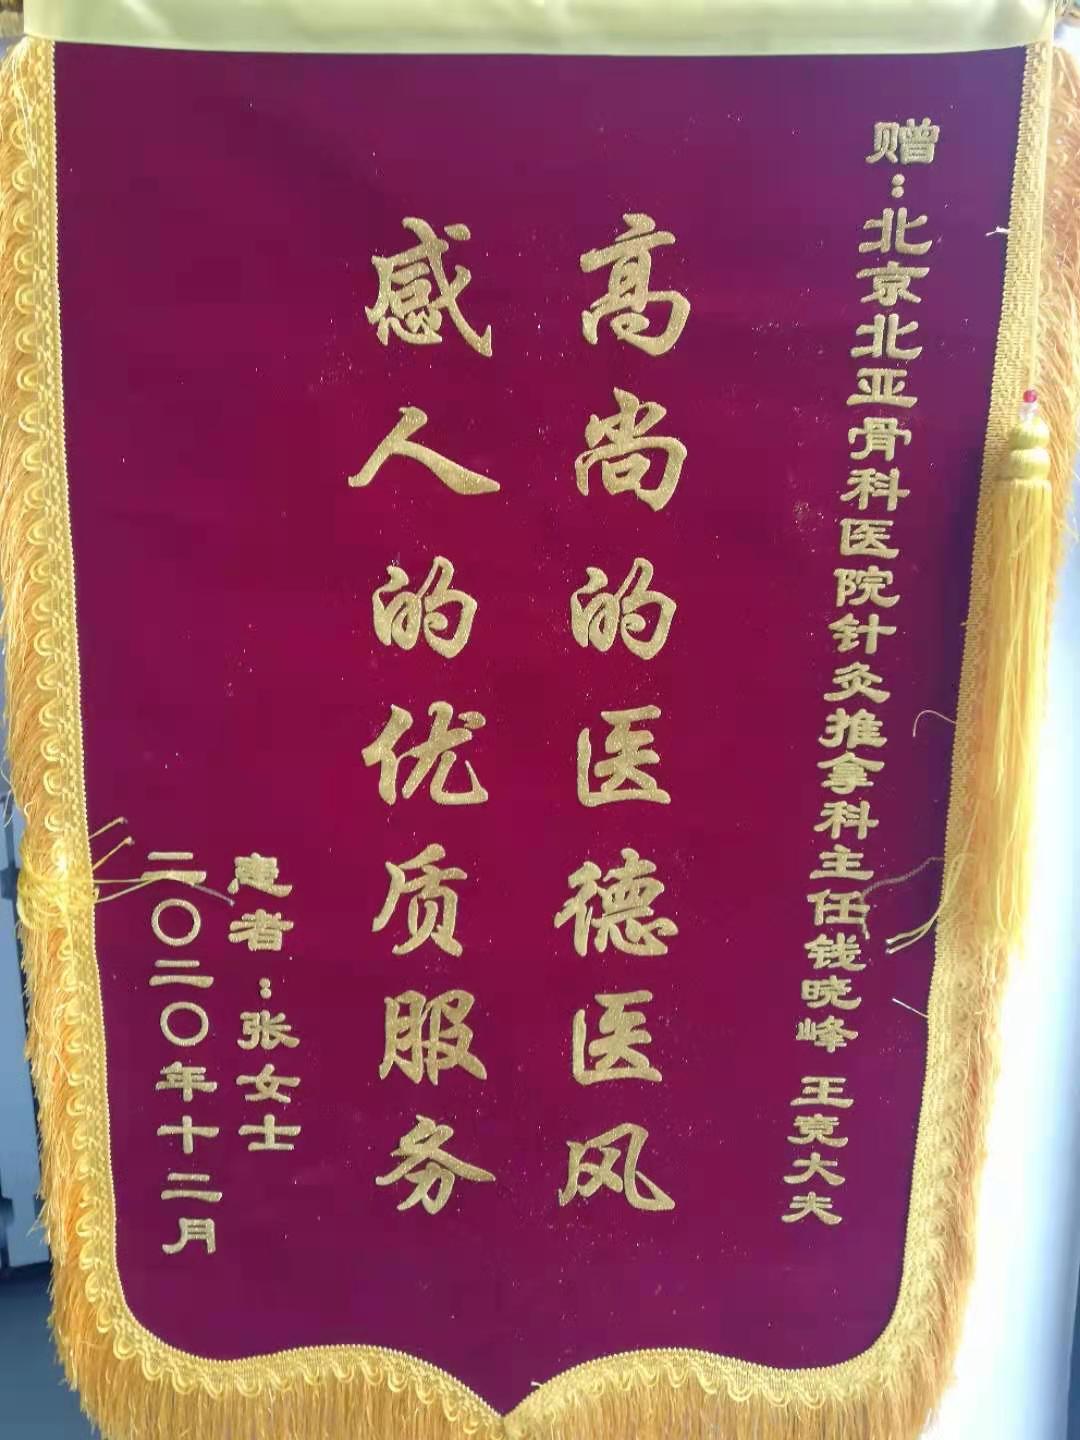 赠：北京北亚骨科医院针灸推拿科主任钱晓峰 王竞大夫
高尚的医德医风
感人的优质服务
患者：张女士
二〇二〇年十二月